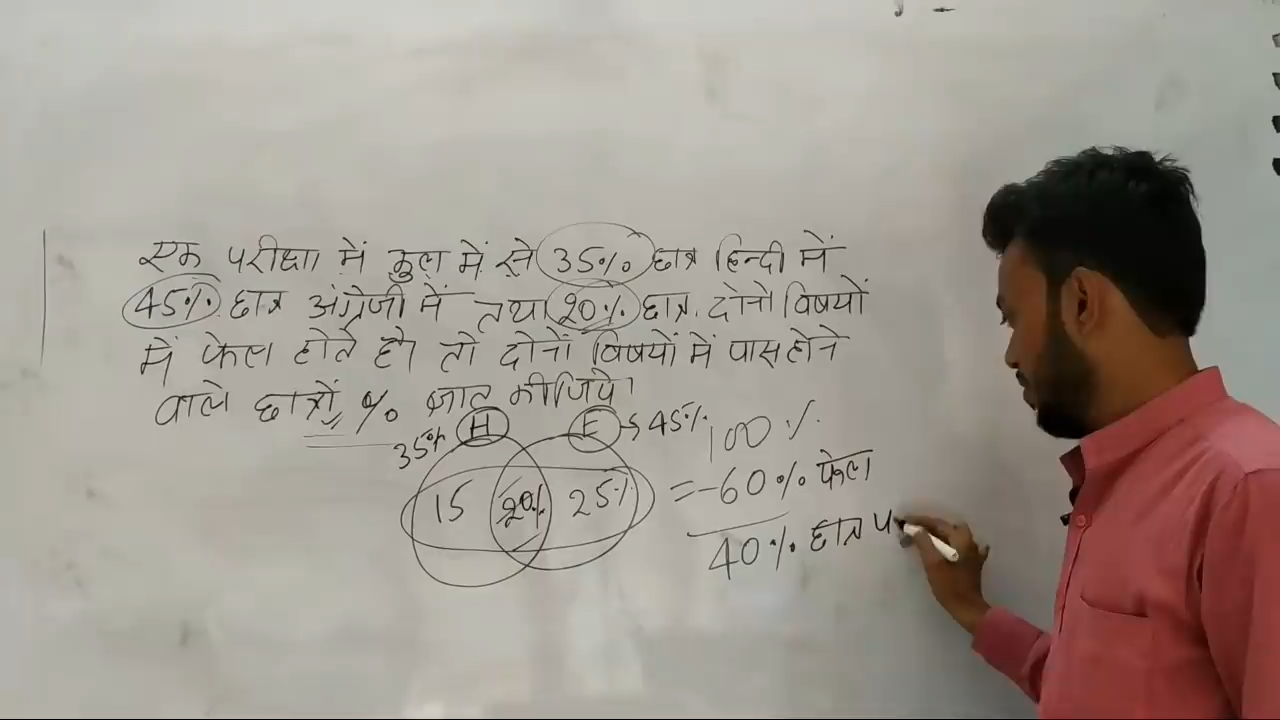 एक परीक्षा में कुल में से 35% छात्र हिन्दी में
45% छात्र अंग्रेजी में तथा 20% छात्र दोनों विषयों
में फेल होते है। तो दोनों विषयों में पास होने
वाले छात्रों % ज्ञात कीजिये।
35% H E → 45%
15 20% 25%
100%
= -60% फेल
40% छात्र प